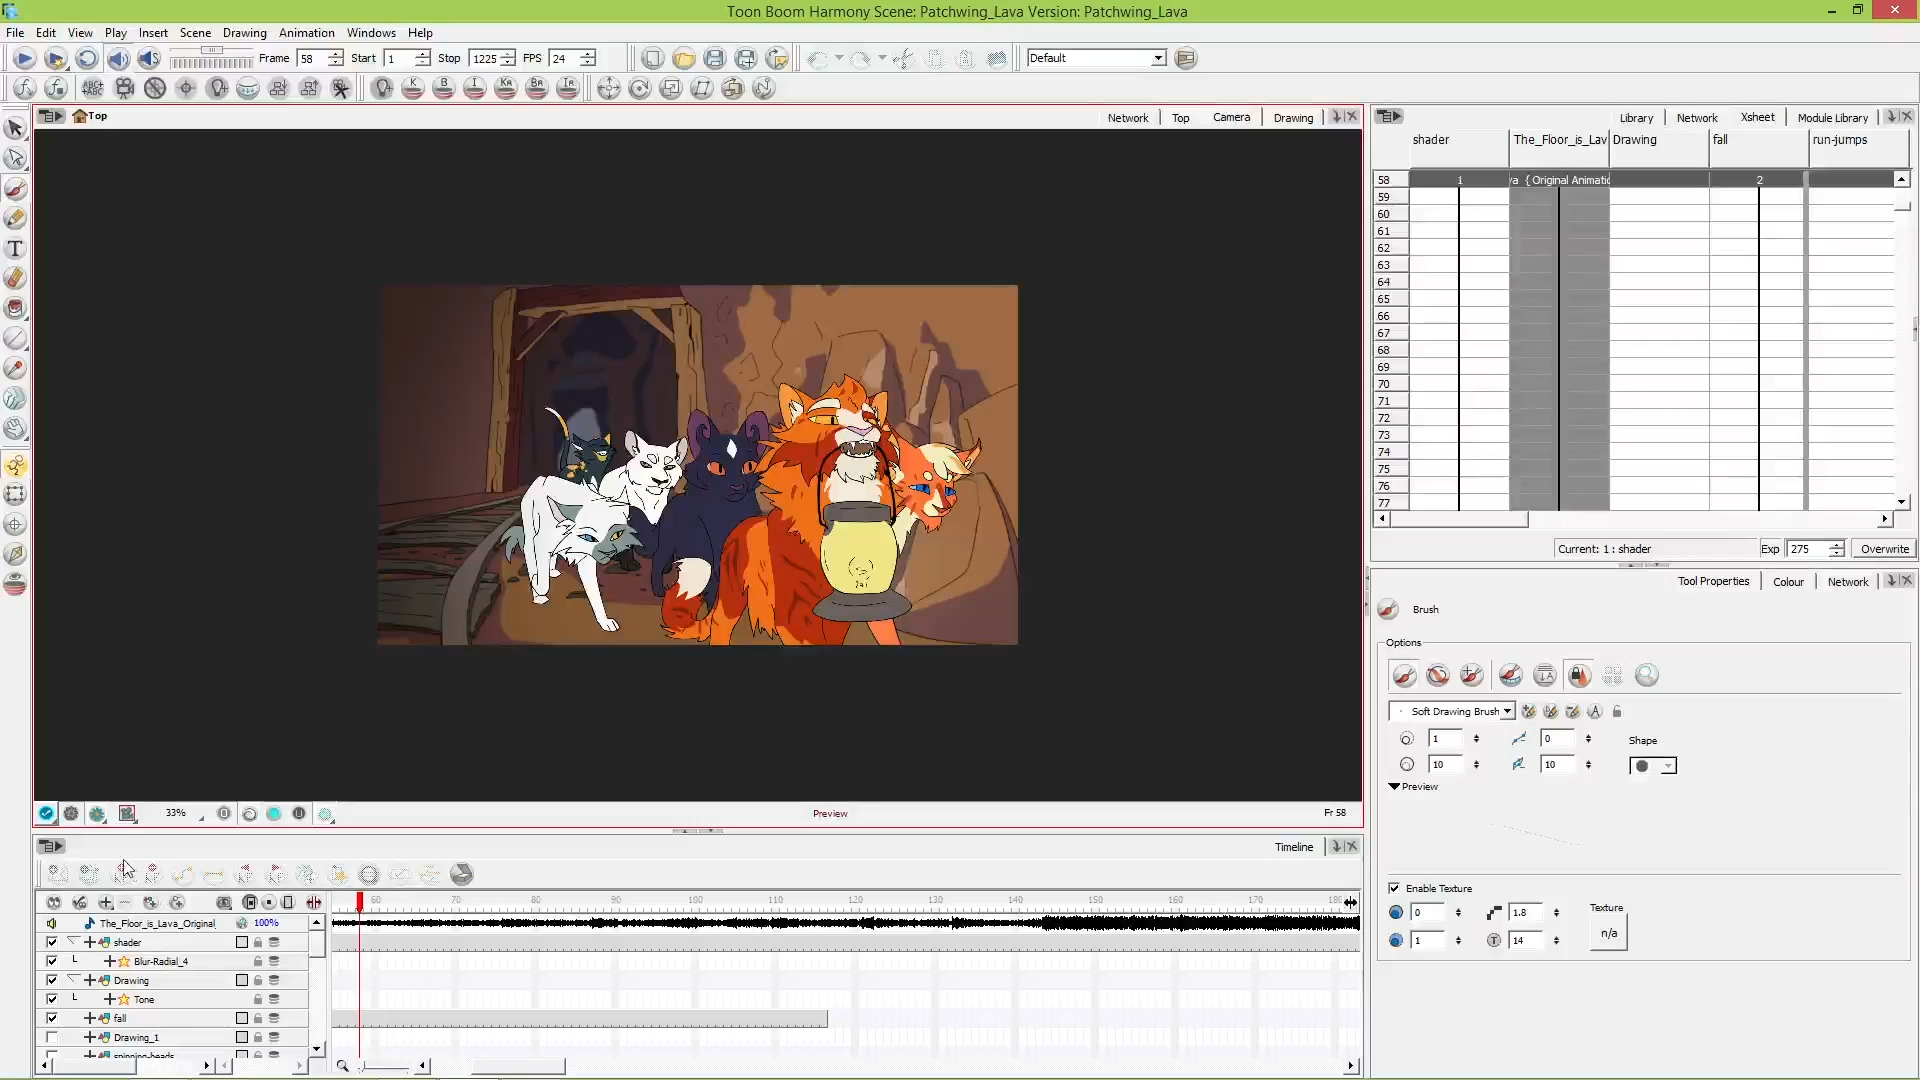 Toon Boom Harmony Scene: Patchwing_Lava Version: Patchwing_Lava
File Edit View Play Insert Scene Drawing Animation Windows Help
Frame 58 Start 1 Stop 1225 FPS 24 Default
Top Network Top Camera Drawing
Library Network Xsheet Module Library
shader The_Floor_is_Lav Drawing fall run-jumps
58 1 va { Original Animatic 2
59
60
61
62
63
64
65
66
67
68
69
70
71
72
73
74
75
76
77
Current: 1 : shader Exp 275 Overwrite
Tool Properties Colour Network
Brush
Options
Soft Drawing Brush A
1 0 Shape
10 10
Preview
Enable Texture
0 1.8 Texture
1 14 n/a
33% Preview Fr 58
Timeline
60 70 80 90 100 110 120 130 140 150 160 170 180
The_Floor_is_Lava_Original 100%
shader
Blur-Radial_4
Drawing
Tone
fall
Drawing_1
spinning-heads